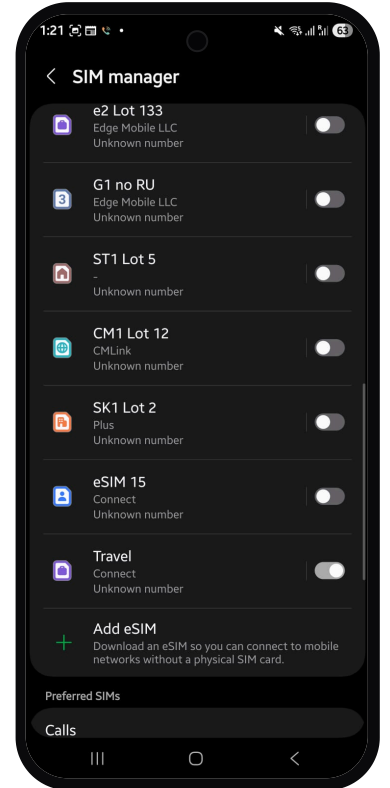 1:21
63
SIM manager
e2 Lot 133
Edge Mobile LLC
Unknown number
G1 no RU
3
Edge Mobile LLC
Unknown number
ST1 Lot 5
-
Unknown number
CM1 Lot 12
CMLink
Unknown number
SK1 Lot 2
Plus
Unknown number
eSIM 15
Connect
Unknown number
Travel
Connect
Unknown number
Add eSIM
Download an eSIM so you can connect to mobile
networks without a physical SIM card.
Preferred SIMs
Calls